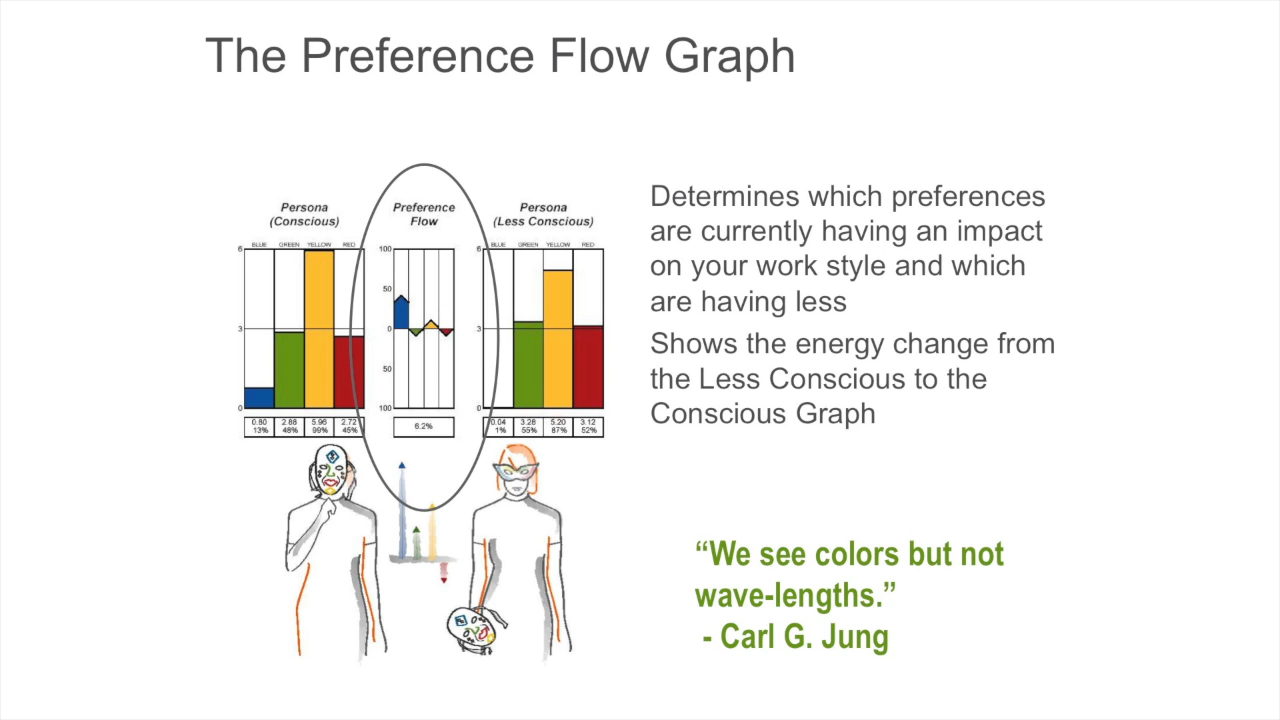 The Preference Flow Graph
Persona
(Conscious)
BLUE GREEN YELLOW RED
6
3
0
0.80 2.88 5.96 2.72
13% 48% 99% 45%
Preference
Flow
100
50
0
50
100
6.2%
Persona
(Less Conscious)
BLUE GREEN YELLOW RED
6
3
0
0.04 3.28 5.20 3.12
1% 55% 87% 52%
Determines which preferences
are currently having an impact
on your work style and which
are having less
Shows the energy change from
the Less Conscious to the
Conscious Graph
“We see colors but not
wave-lengths.”
- Carl G. Jung